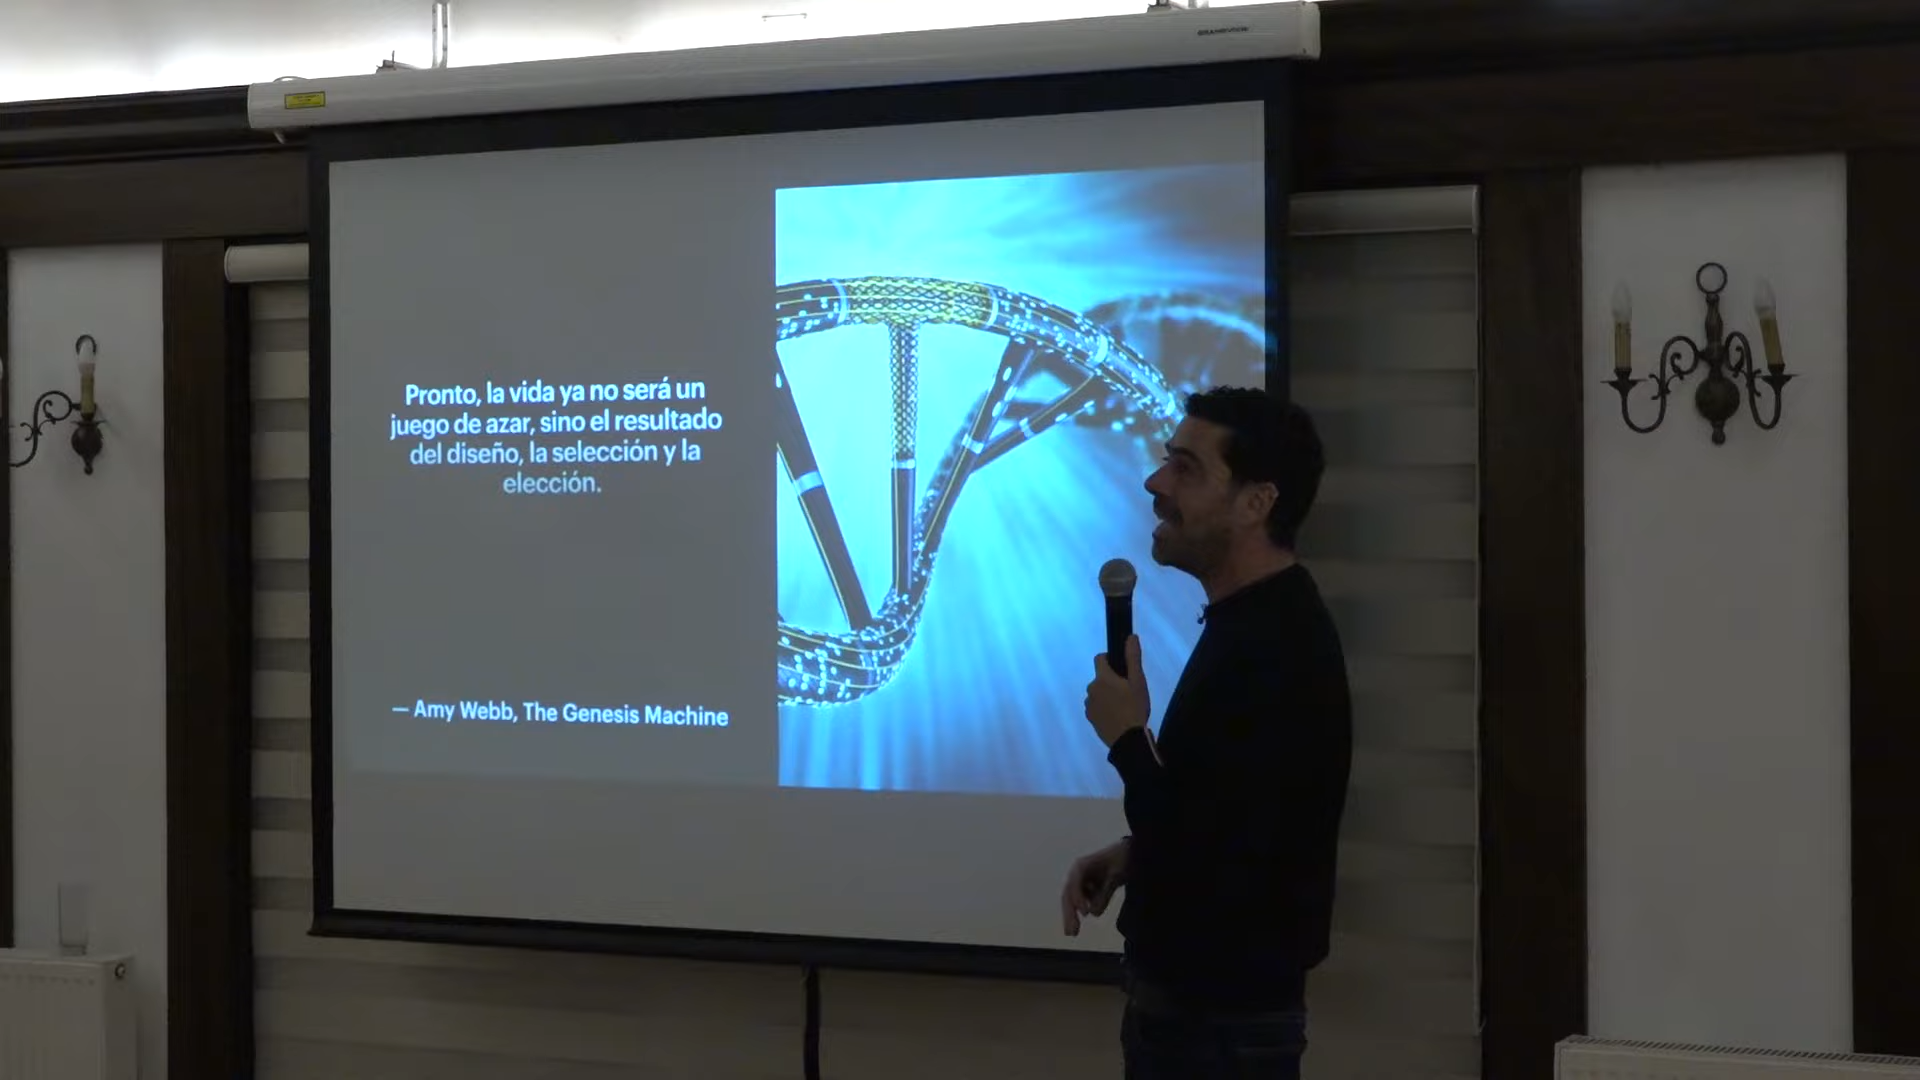 Pronto, la vida ya no será un
juego de azar, sino el resultado
del diseño, la selección y la
elección.
— Amy Webb, The Genesis Machine